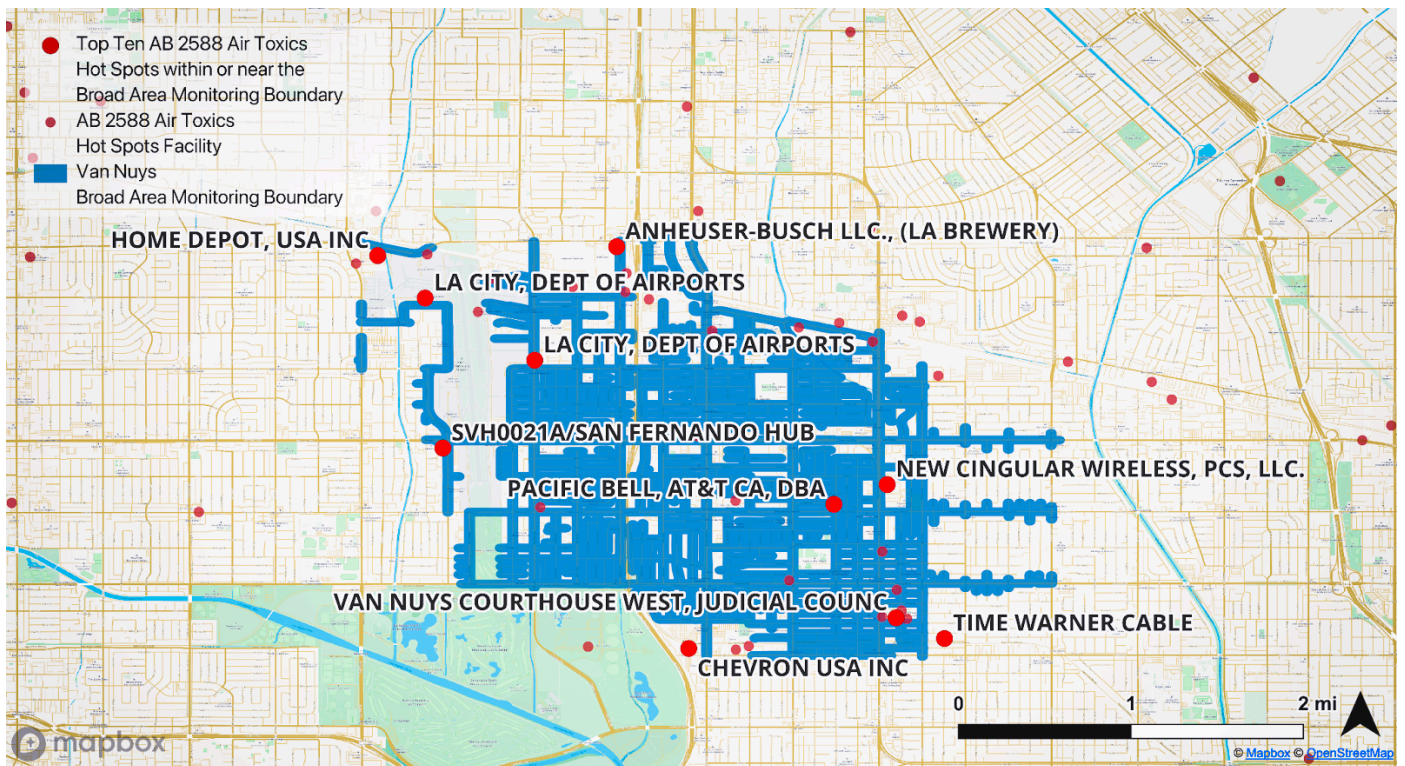 Top Ten AB 2588 Air Toxics
Hot Spots within or near the
Broad Area Monitoring Boundary
AB 2588 Air Toxics
Hot Spots Facility
Van Nuys
Broad Area Monitoring Boundary
HOME DEPOT, USA INC
ANHEUSER-BUSCH LLC., (LA BREWERY)
LA CITY, DEPT OF AIRPORTS
LA CITY, DEPT OF AIRPORTS
SVH0021A/SAN FERNANDO HUB
NEW CINGULAR WIRELESS, PCS, LLC.
PACIFIC BELL, AT&T CA, DBA
VAN NUYS COURTHOUSE WEST, JUDICIAL COUNC
TIME WARNER CABLE
CHEVRON USA INC
0 1 2 mi
mapbox
© Mapbox © OpenStreetMap